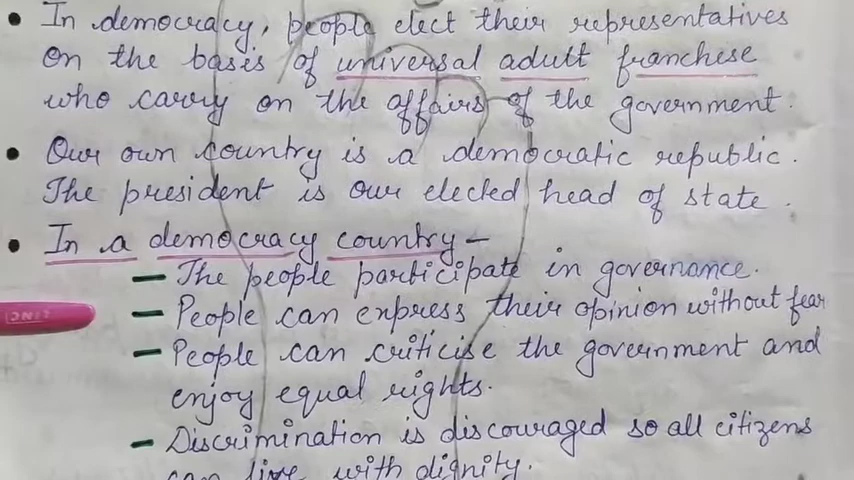 • In democracy, people elect their representatives
on the basis of universal adult franchise
who carry on the affairs of the government.
• Our own country is a democratic republic.
The president is our elected head of state.
• In a democracy country –
– The people participate in governance.
– People can express their opinion without fear
– People can criticise the government and
enjoy equal rights.
– Discrimination is discouraged so all citizens
can live with dignity.